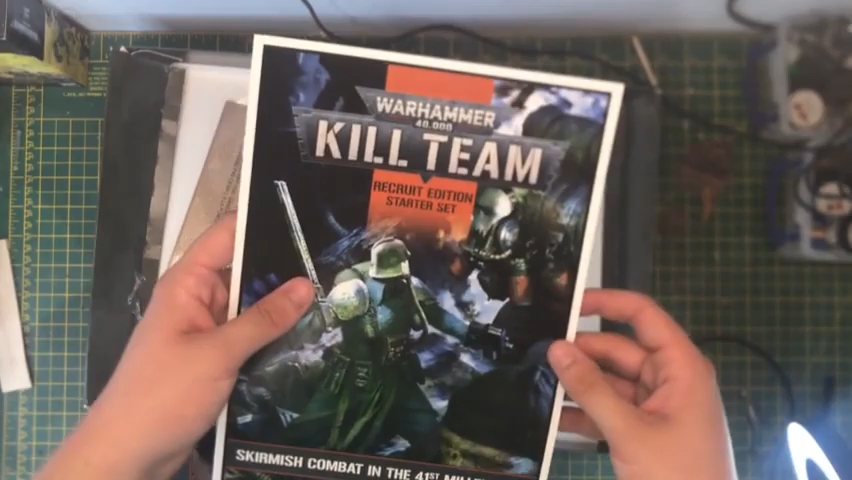 WARHAMMER
40,000
KILL TEAM
RECRUIT EDITION
STARTER SET
SKIRMISH COMBAT IN THE 41ST